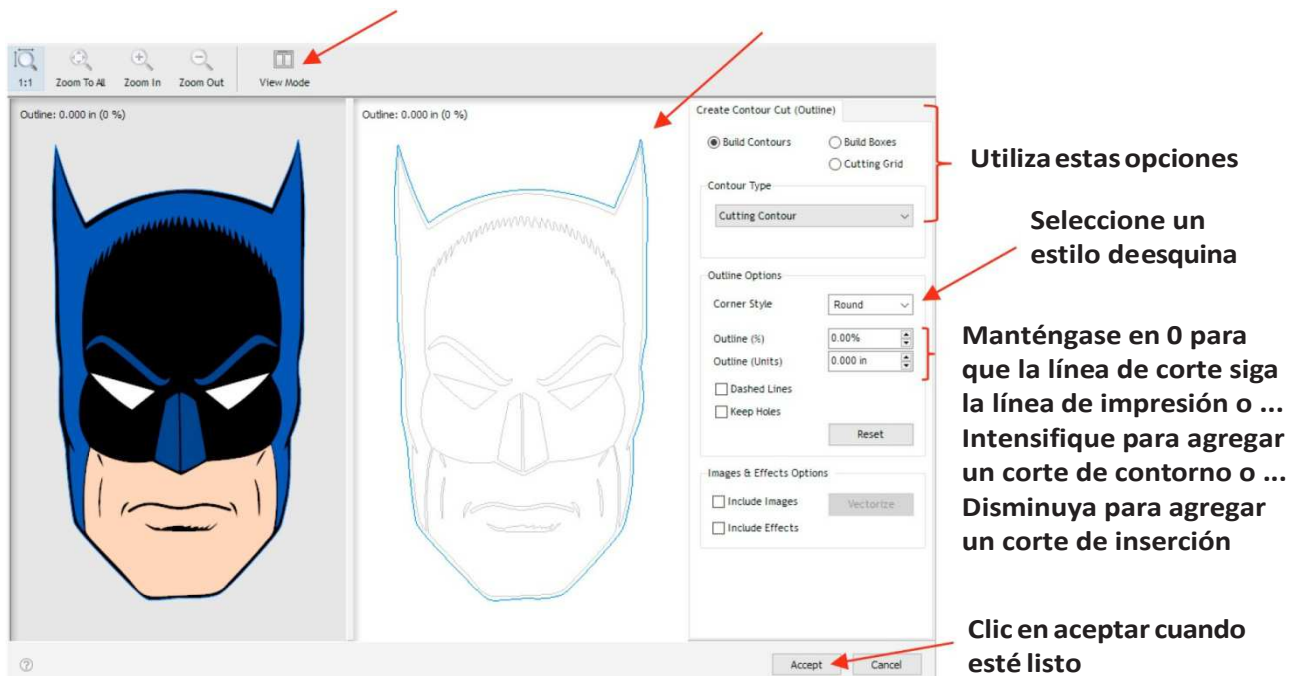 1:1
Zoom To All
Zoom In
Zoom Out
View Mode
Outline: 0.000 in (0 %)
Outline: 0.000 in (0 %)
Create Contour Cut (Outline)
Build Contours
Build Boxes
Cutting Grid
Contour Type
Cutting Contour
Outline Options
Corner Style
Round
Outline (%)
0.00%
Outline (Units)
0.000 in
Dashed Lines
Keep Holes
Reset
Images & Effects Options
Include Images
Vectorize
Include Effects
?
Accept
Cancel
Utiliza estas opciones
Seleccione un
estilo de esquina
Manténgase en 0 para
que la línea de corte siga
la línea de impresión o ...
Intensifique para agregar
un corte de contorno o ...
Disminuya para agregar
un corte de inserción
Clic en aceptar cuando
esté listo